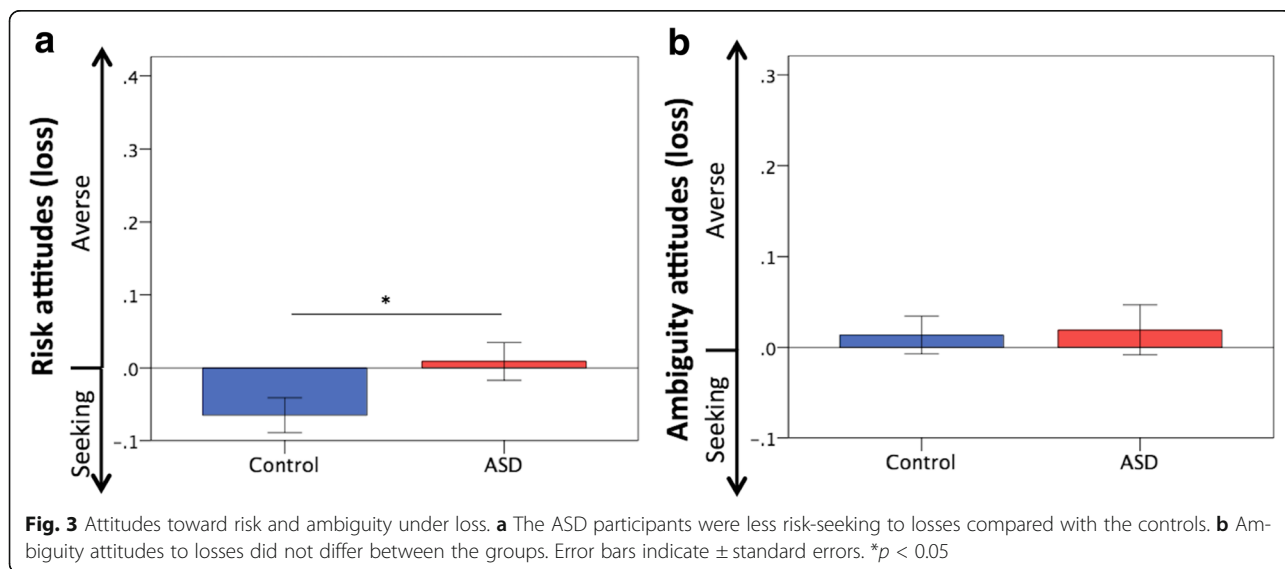 a
Risk attitudes (loss)
Averse
Seeking
.4
.3
.2
.1
.0
-.1
*
Control ASD
b
Ambiguity attitudes (loss)
Averse
Seeking
.3
.2
.1
.0
-.1
Control ASD
Fig. 3 Attitudes toward risk and ambiguity under loss. a The ASD participants were less risk-seeking to losses compared with the controls. b Am-
biguity attitudes to losses did not differ between the groups. Error bars indicate ± standard errors. *p < 0.05